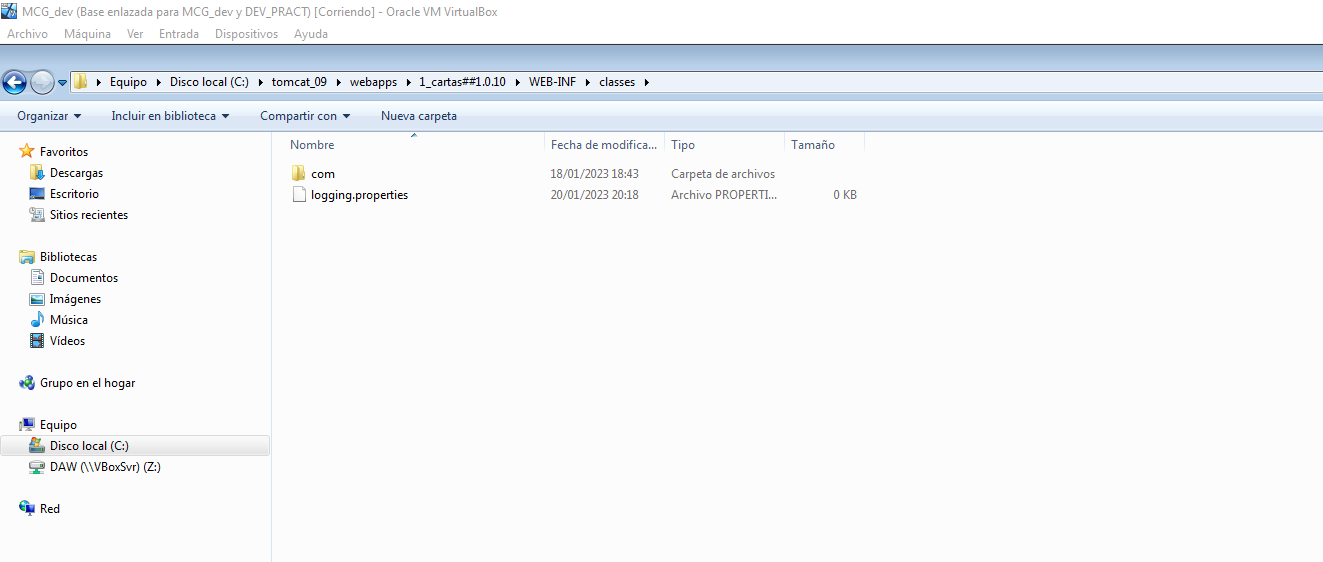 MCG_dev (Base enlazada para MCG_dev y DEV_PRACT) [Corriendo] - Oracle VM VirtualBox
Archivo Máquina Ver Entrada Dispositivos Ayuda
Equipo Disco local (C:) tomcat_09 webapps 1_cartas##1.0.10 WEB-INF classes
Organizar Incluir en biblioteca Compartir con Nueva carpeta
Nombre Fecha de modifica... Tipo Tamaño
com 18/01/2023 18:43 Carpeta de archivos
logging.properties 20/01/2023 20:18 Archivo PROPERTI... 0 KB
Favoritos
Descargas
Escritorio
Sitios recientes
Bibliotecas
Documentos
Imágenes
Música
Vídeos
Grupo en el hogar
Equipo
Disco local (C:)
DAW (\\VBoxSvr) (Z:)
Red